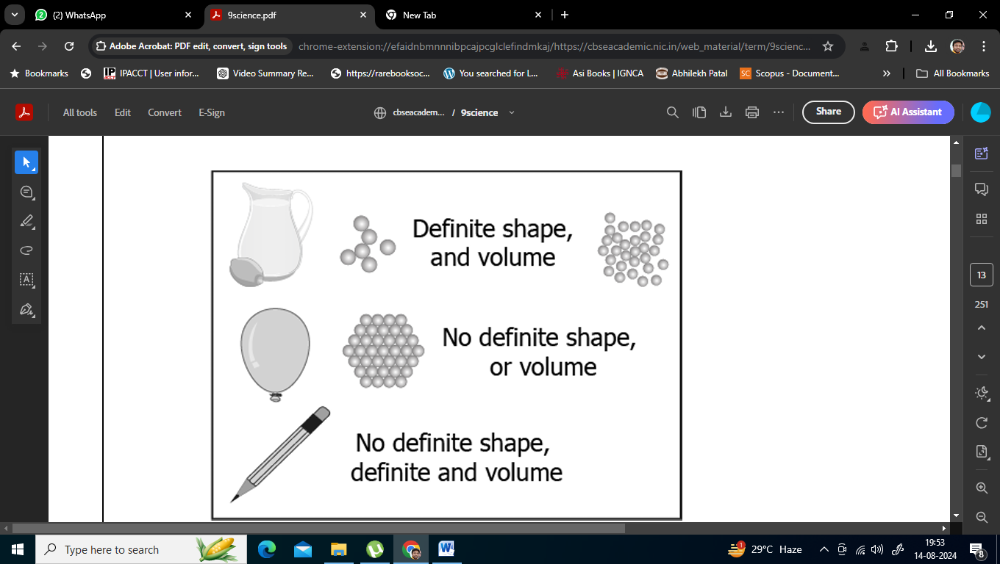 (2) WhatsApp
9science.pdf
New Tab
Adobe Acrobat: PDF edit, convert, sign tools
chrome-extension://efaidnbmnnnibpcajpcglclefindmkaj/https://cbseacademic.nic.in/web_material/term/9scienc...
Bookmarks
IPACCT | User infor...
Video Summary Re...
https://rarebooksoc...
You searched for L...
Asi Books | IGNCA
Abhilekh Patal
SC Scopus - Document...
»
All Bookmarks
All tools
Edit
Convert
E-Sign
cbseacadem... / 9science
Share
AI Assistant
Definite shape,
and volume
No definite shape,
or volume
No definite shape,
definite and volume
13
251
Type here to search
29°C Haze
19:53
14-08-2024
8